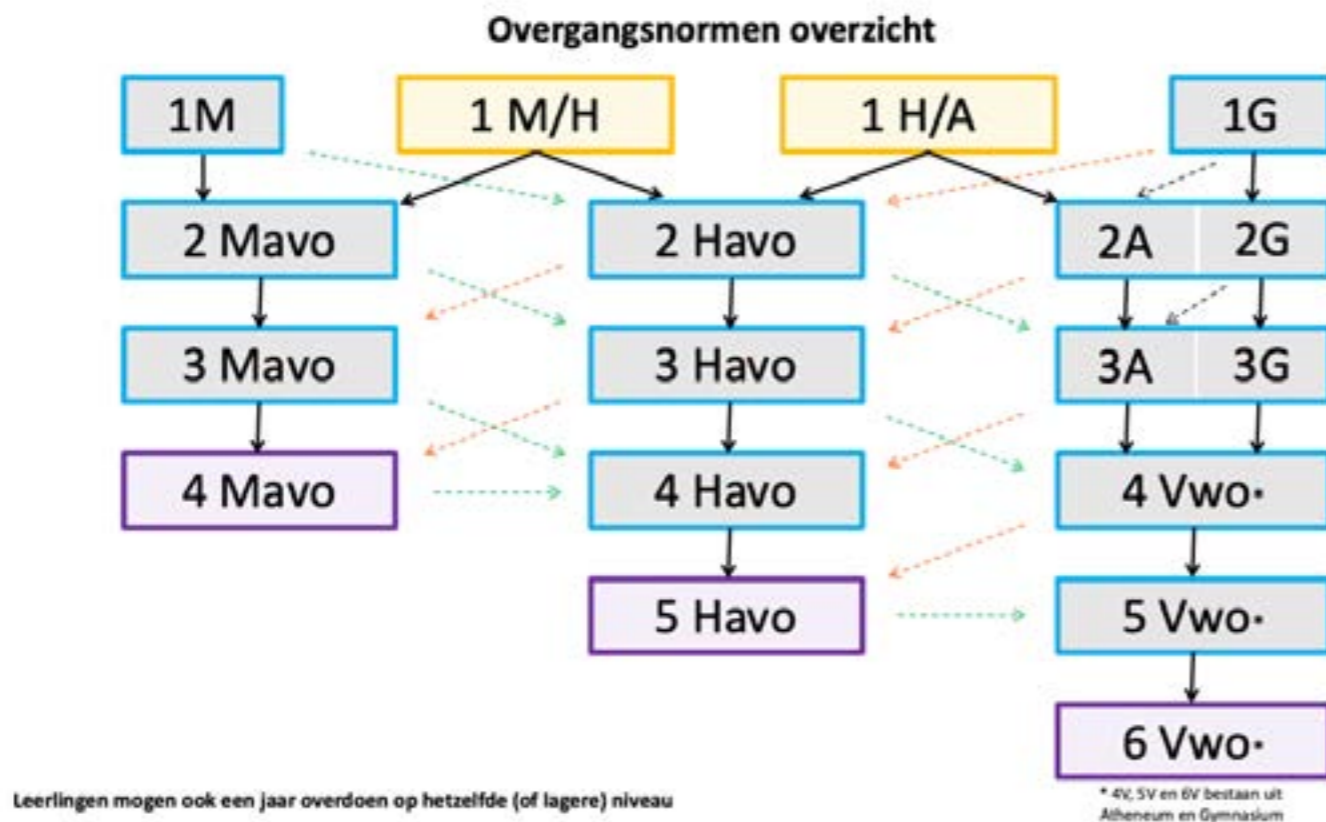 Overgangsnormen overzicht
1M
1 M/H
1 H/A
1G
2 Mavo
2 Havo
2A
2G
3 Mavo
3 Havo
3A
3G
4 Mavo
4 Havo
4 Vwo·
5 Havo
5 Vwo·
6 Vwo·
Leerlingen mogen ook een jaar overdoen op hetzelfde (of lagere) niveau
* 4V, 5V en 6V bestaan uit
Atheneum en Gymnasium